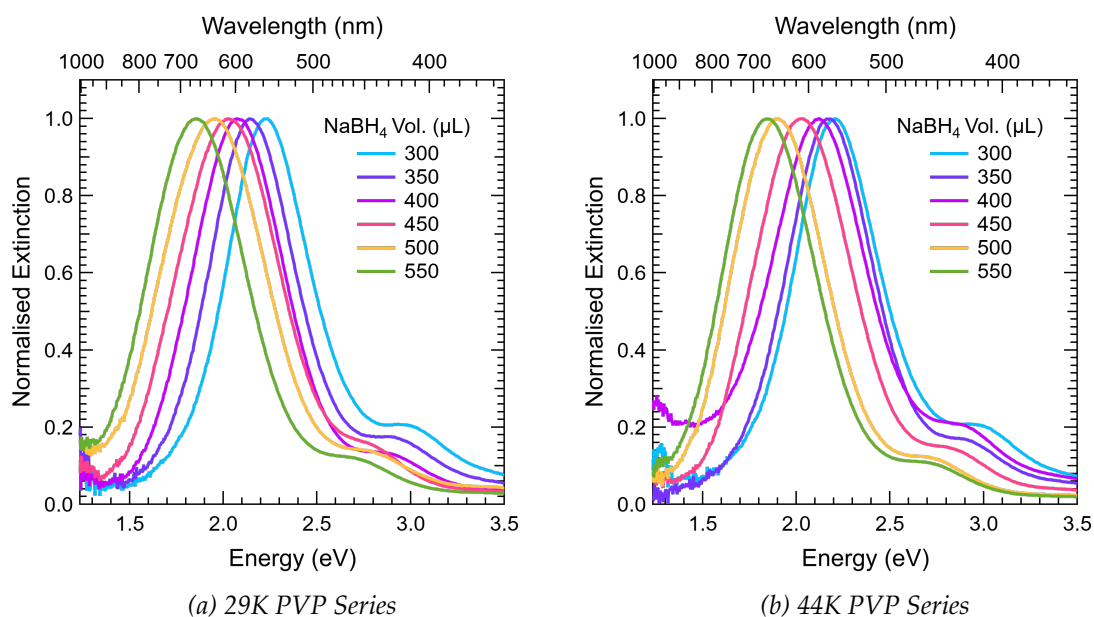 Wavelength (nm)
1000 800 700 600 500 400
NaBH4 Vol. (µL)
300
350
400
450
500
550
Normalised Extinction
1.0
0.8
0.6
0.4
0.2
0.0
1.5 2.0 2.5 3.0 3.5
Energy (eV)
(a) 29K PVP Series
Wavelength (nm)
1000 800 700 600 500 400
NaBH4 Vol. (µL)
300
350
400
450
500
550
Normalised Extinction
1.0
0.8
0.6
0.4
0.2
0.0
1.5 2.0 2.5 3.0 3.5
Energy (eV)
(b) 44K PVP Series